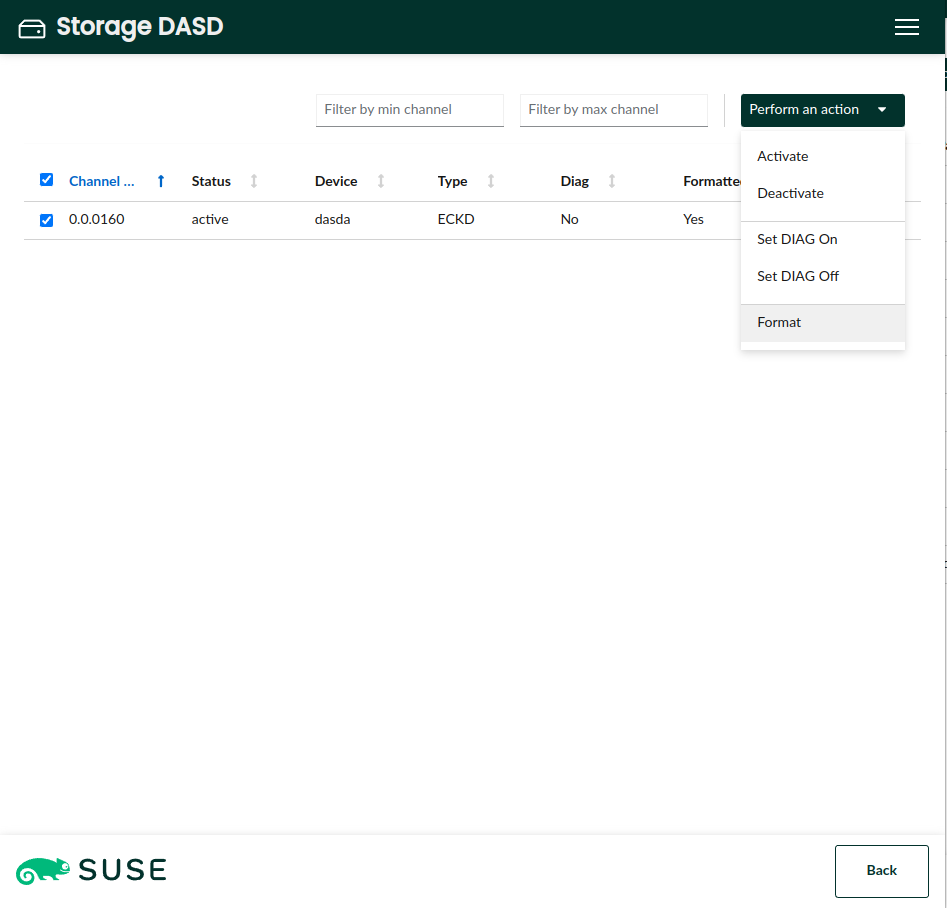 Storage DASD
Filter by min channel Filter by max channel Perform an action
Channel ... Status Device Type Diag Formatted
0.0.0160 active dasda ECKD No Yes
Activate
Deactivate
Set DIAG On
Set DIAG Off
Format
SUSE
Back